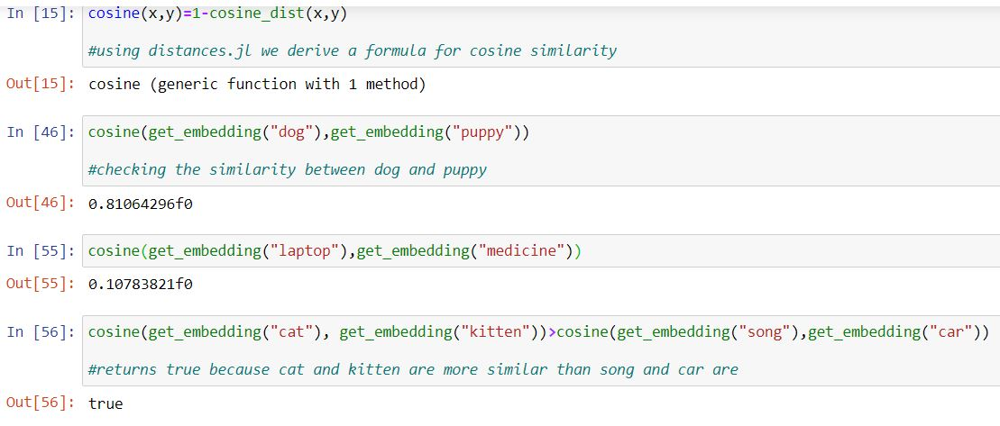 In [15]: cosine(x,y)=1-cosine_dist(x,y)
#using distances.jl we derive a formula for cosine similarity
Out[15]: cosine (generic function with 1 method)
In [46]: cosine(get_embedding("dog"),get_embedding("puppy"))
#checking the similarity between dog and puppy
Out[46]: 0.81064296f0
In [55]: cosine(get_embedding("laptop"),get_embedding("medicine"))
Out[55]: 0.10783821f0
In [56]: cosine(get_embedding("cat"), get_embedding("kitten"))>cosine(get_embedding("song"),get_embedding("car"))
#returns true because cat and kitten are more similar than song and car are
Out[56]: true